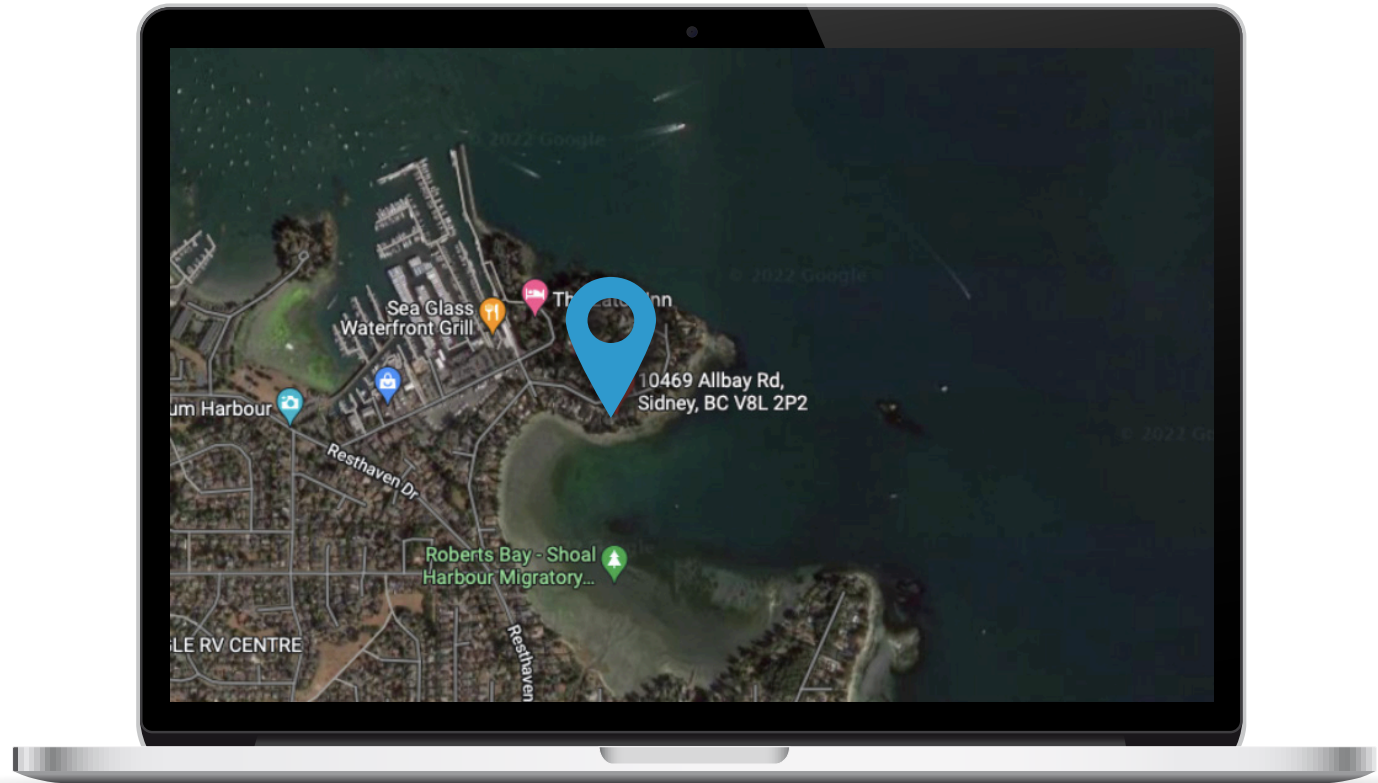 © 2022 Google
© 2022 Google
Sea Glass
Waterfront Grill
10469 Allbay Rd,
Sidney, BC V8L 2P2
um Harbour
Resthaven Dr
Roberts Bay - Shoal
Harbour Migratory...
Resthaven
LE RV CENTRE
© 2022 G